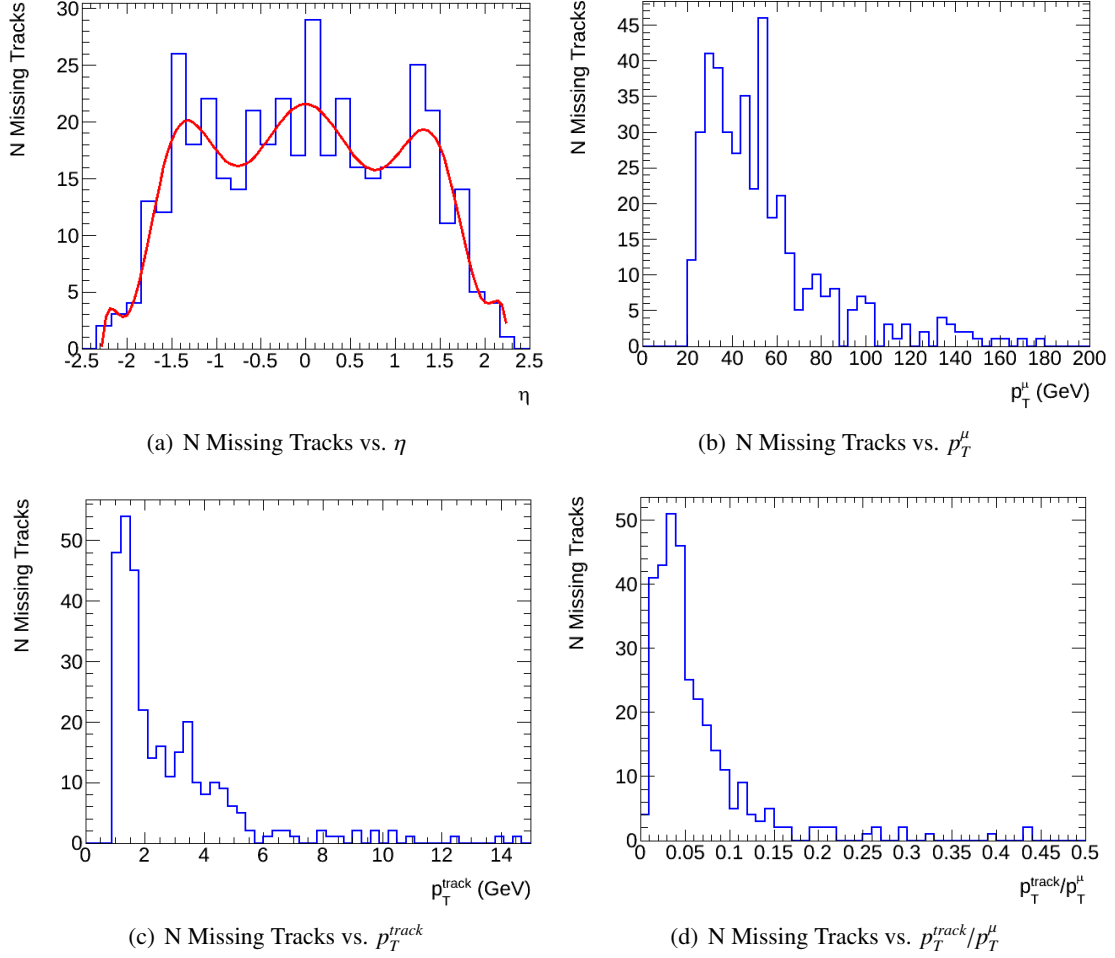 N Missing Tracks
30
25
20
15
10
5
0
-2.5 -2 -1.5 -1 -0.5 0 0.5 1 1.5 2 2.5
η
(a) N Missing Tracks vs. η
N Missing Tracks
45
40
35
30
25
20
15
10
5
0
0 20 40 60 80 100 120 140 160 180 200
p_T^μ (GeV)
(b) N Missing Tracks vs. p_T^μ
N Missing Tracks
50
40
30
20
10
0
0 2 4 6 8 10 12 14
p_T^track (GeV)
(c) N Missing Tracks vs. p_T^track
N Missing Tracks
50
40
30
20
10
0
0 0.05 0.1 0.15 0.2 0.25 0.3 0.35 0.4 0.45 0.5
p_T^track/p_T^μ
(d) N Missing Tracks vs. p_T^track/p_T^μ